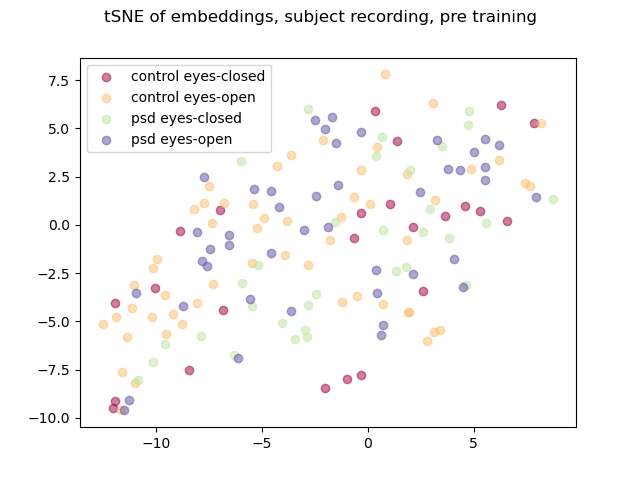 tSNE of embeddings, subject recording, pre training
control eyes-closed
control eyes-open
psd eyes-closed
psd eyes-open
7.5
5.0
2.5
0.0
−2.5
−5.0
−7.5
−10.0
−10 −5 0 5